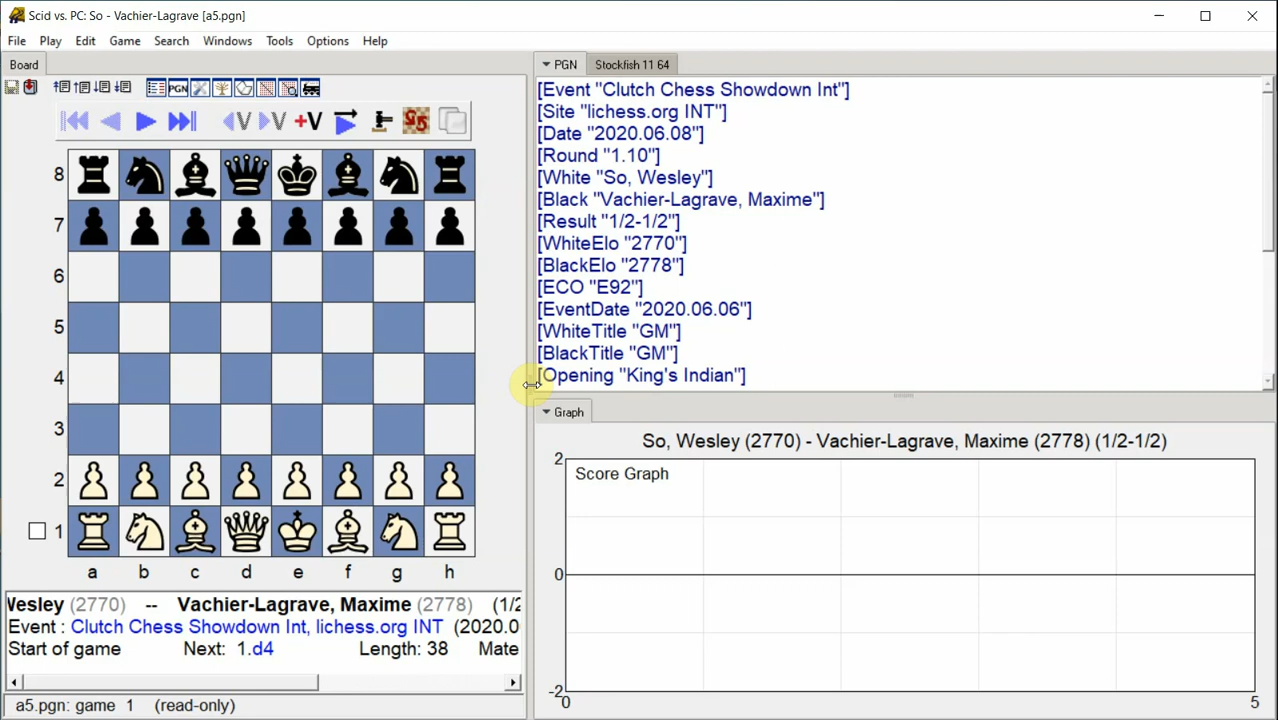 Scid vs. PC: So - Vachier-Lagrave [a5.pgn]
File Play Edit Game Search Windows Tools Options Help
Board
PGN
V V +V
8
7
6
5
4
3
2
1
a b c d e f g h
Wesley (2770) -- Vachier-Lagrave, Maxime (2778) (1/2
Event : Clutch Chess Showdown Int, lichess.org INT (2020.0
Start of game Next: 1.d4 Length: 38 Mate
a5.pgn: game 1 (read-only)
PGN Stockfish 11 64
[Event "Clutch Chess Showdown Int"]
[Site "lichess.org INT"]
[Date "2020.06.08"]
[Round "1.10"]
[White "So, Wesley"]
[Black "Vachier-Lagrave, Maxime"]
[Result "1/2-1/2"]
[WhiteElo "2770"]
[BlackElo "2778"]
[ECO "E92"]
[EventDate "2020.06.06"]
[WhiteTitle "GM"]
[BlackTitle "GM"]
[Opening "King's Indian"]
Graph
So, Wesley (2770) - Vachier-Lagrave, Maxime (2778) (1/2-1/2)
2
Score Graph
0
-2
0 5